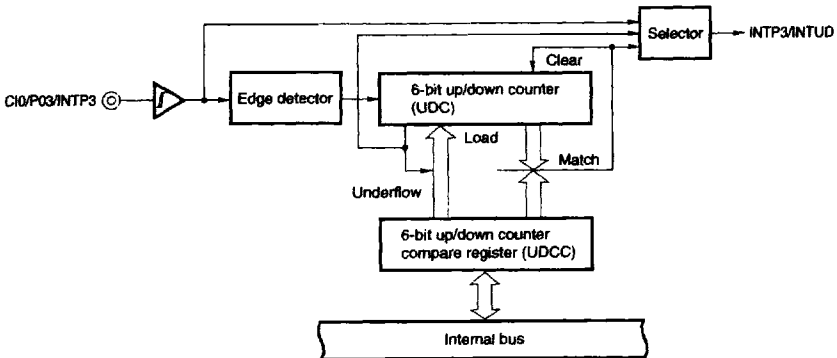 Selector
INTP3/INTUD
Clear
CI0/P03/INTP3
Edge detector
6-bit up/down counter
(UDC)
Load
Match
Underflow
6-bit up/down counter
compare register (UDCC)
Internal bus